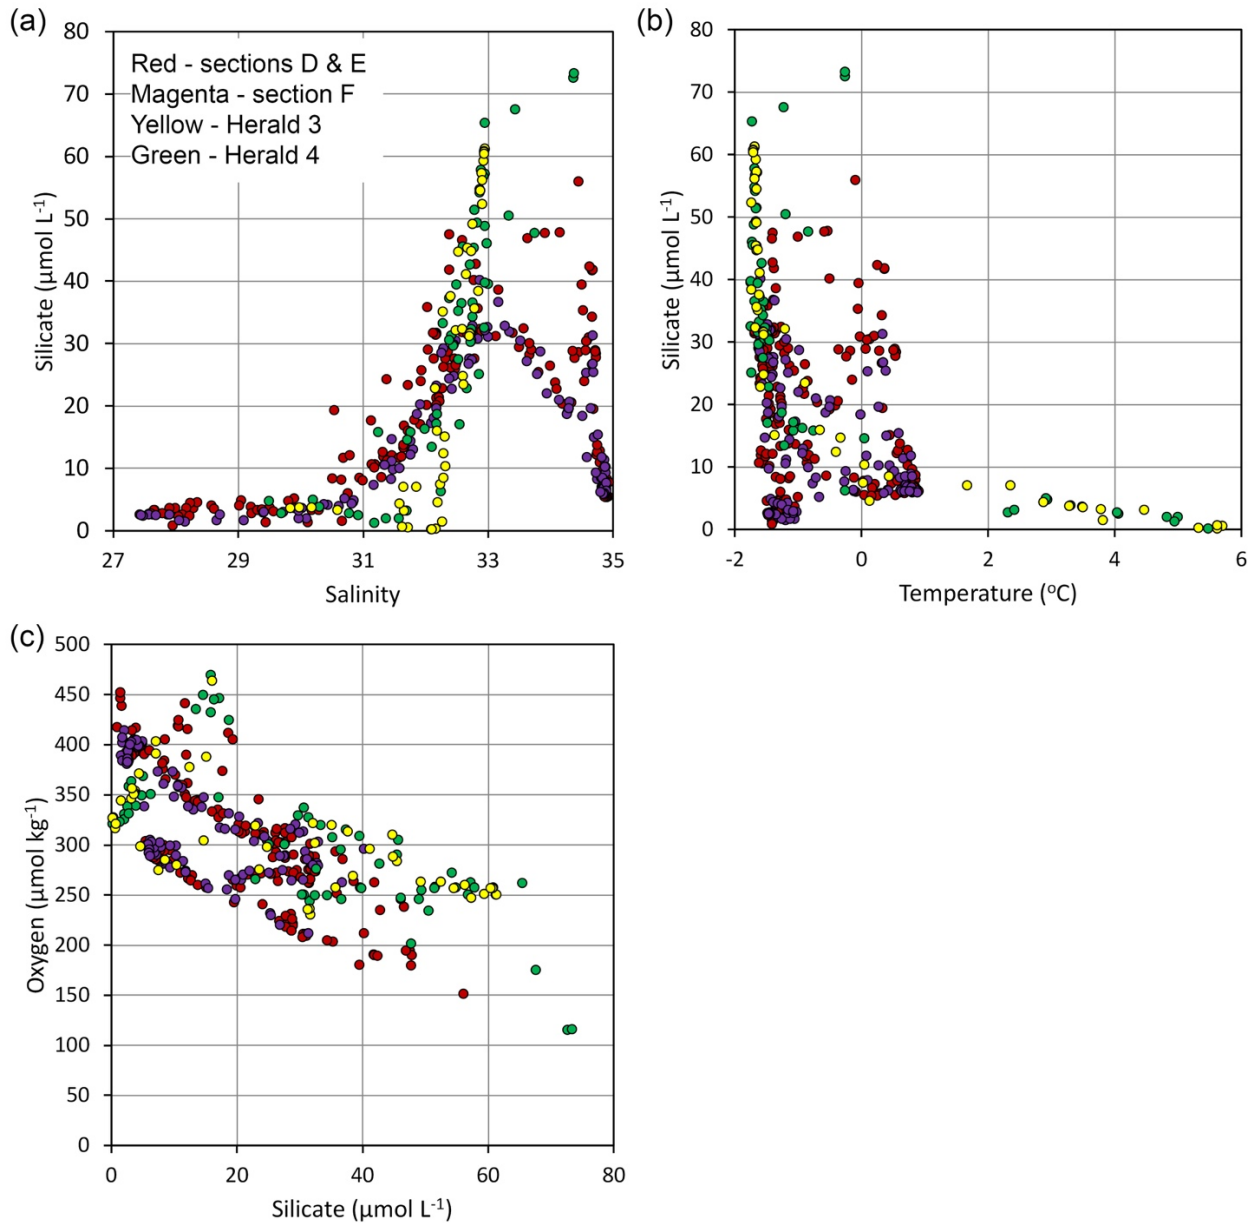 (a)
80
70
60
50
40
30
20
10
0
Silicate (µmol L-1)
Red - sections D & E
Magenta - section F
Yellow - Herald 3
Green - Herald 4
27 29 31 33 35
Salinity
(b)
80
70
60
50
40
30
20
10
0
Silicate (µmol L-1)
-2 0 2 4 6
Temperature (oC)
(c)
500
450
400
350
300
250
200
150
100
50
0
Oxygen (µmol kg-1)
0 20 40 60 80
Silicate (µmol L-1)